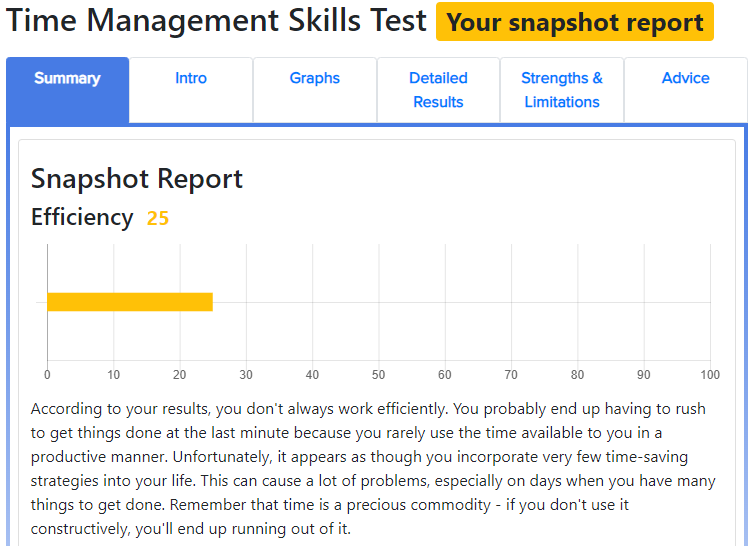 Time Management Skills Test Your snapshot report
Summary Intro Graphs Detailed Results Strengths & Limitations Advice
Snapshot Report
Efficiency 25
0 10 20 30 40 50 60 70 80 90 100
According to your results, you don't always work efficiently. You probably end up having to rush
to get things done at the last minute because you rarely use the time available to you in a
productive manner. Unfortunately, it appears as though you incorporate very few time-saving
strategies into your life. This can cause a lot of problems, especially on days when you have many
things to get done. Remember that time is a precious commodity - if you don't use it
constructively, you'll end up running out of it.